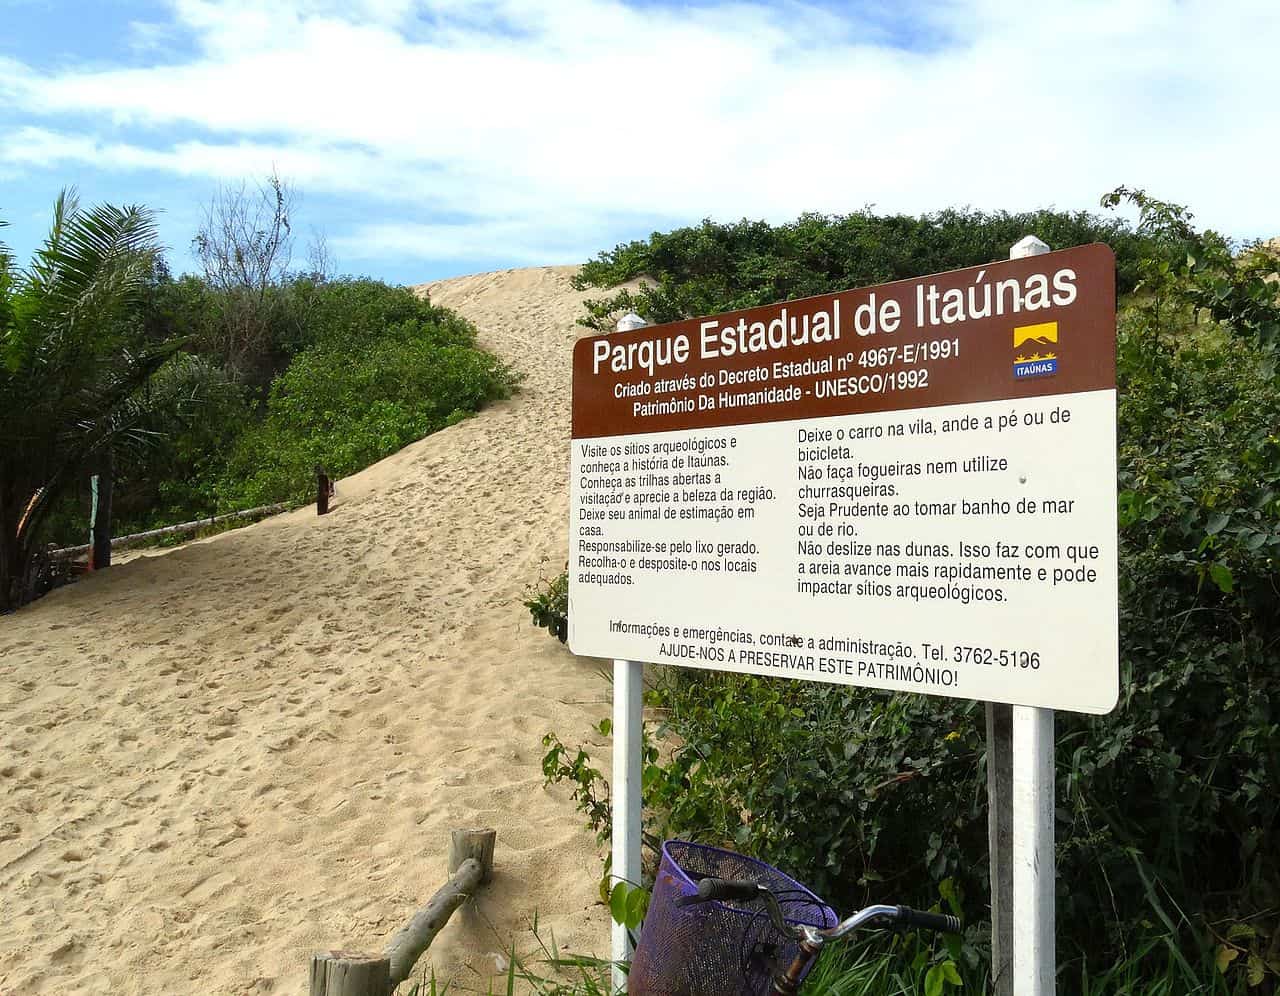 Parque Estadual de Itaúnas
Criado através do Decreto Estadual nº 4967-E/1991
Patrimônio Da Humanidade - UNESCO/1992
ITAÚNAS
Visite os sítios arqueológicos e
conheça a história de Itaúnas.
Conheça as trilhas abertas a
visitação e aprecie a beleza da região.
Deixe seu animal de estimação em
casa.
Responsabilize-se pelo lixo gerado.
Recolha-o e desposite-o nos locais
adequados.
Deixe o carro na vila, ande a pé ou de
bicicleta.
Não faça fogueiras nem utilize
churrasqueiras.
Seja Prudente ao tomar banho de mar
ou de rio.
Não deslize nas dunas. Isso faz com que
a areia avance mais rapidamente e pode
impactar sítios arqueológicos.
Informações e emergências, contate a administração. Tel. 3762-5196
AJUDE-NOS A PRESERVAR ESTE PATRIMÔNIO!